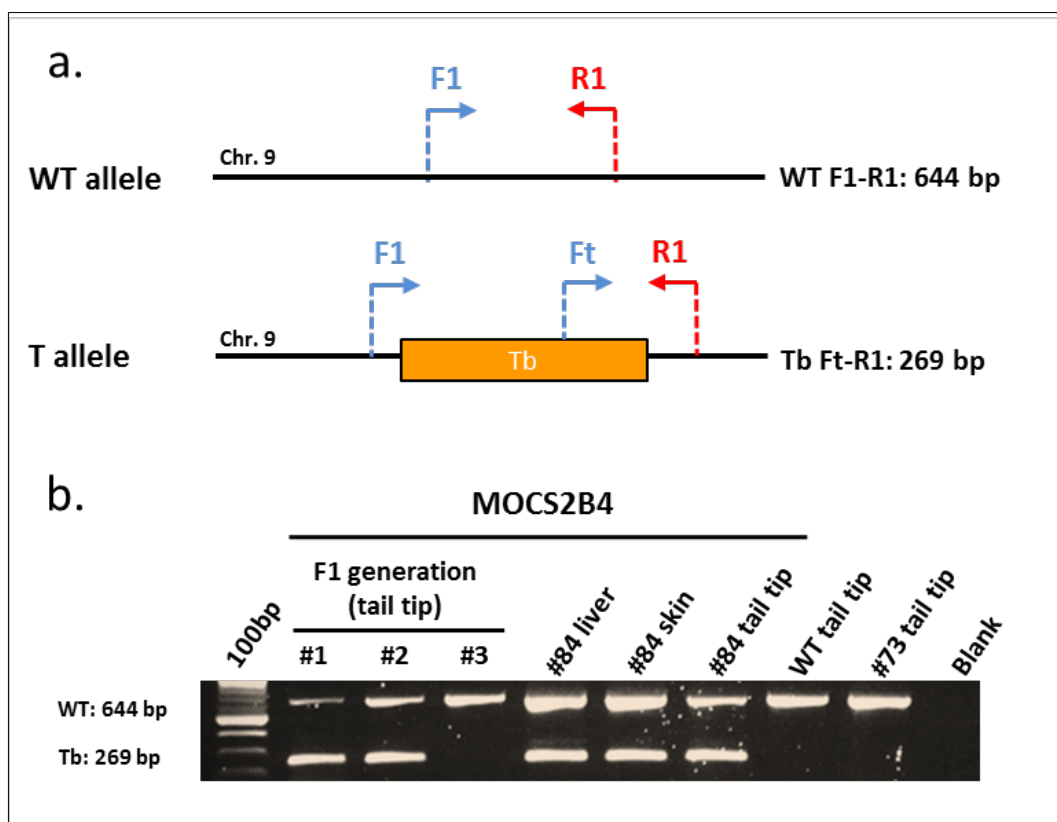 a.
F1 R1
WT allele Chr. 9 WT F1-R1: 644 bp
F1 Ft R1
T allele Chr. 9 Tb Tb Ft-R1: 269 bp
b.
MOCS2B4
F1 generation
(tail tip)
100bp #1 #2 #3 #84 liver #84 skin #84 tail tip WT tail tip #73 tail tip Blank
WT: 644 bp
Tb: 269 bp